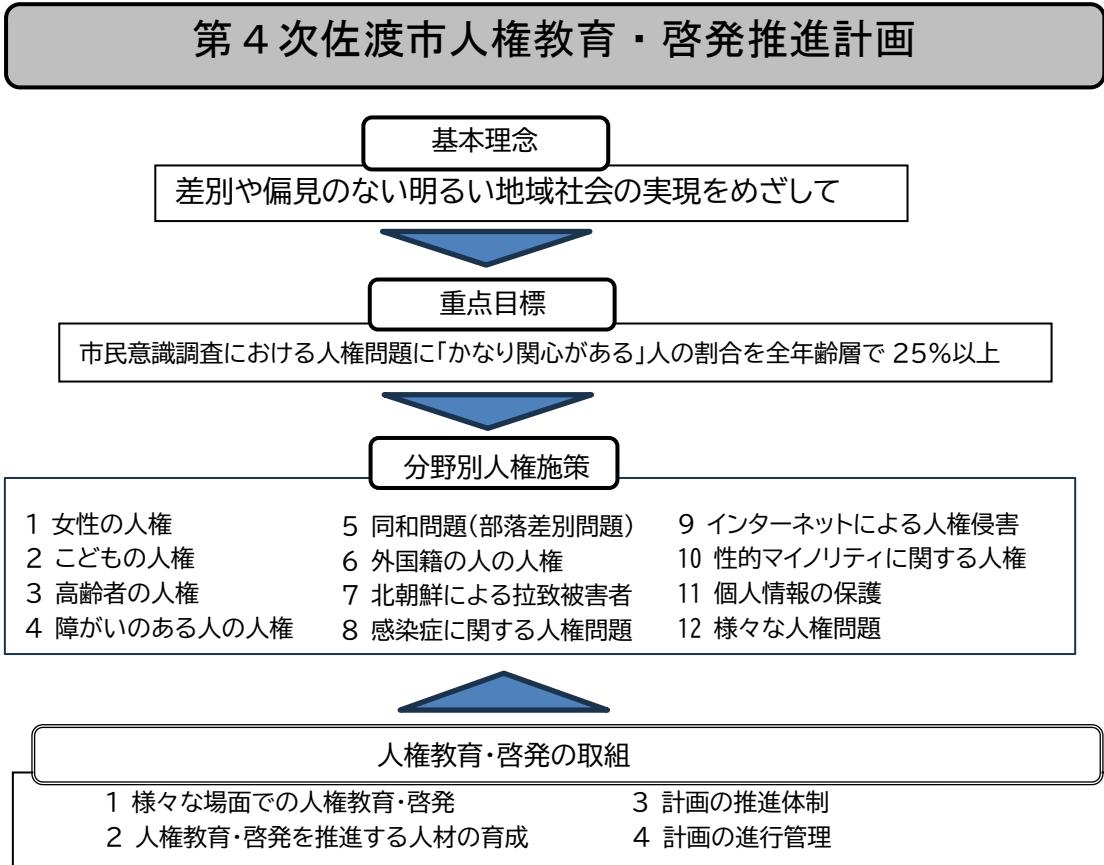 第4次佐渡市人権教育・啓発推進計画
基本理念
差別や偏見のない明るい地域社会の実現をめざして
重点目標
市民意識調査における人権問題に「かなり関心がある」人の割合を全年齢層で 25%以上
分野別人権施策
1 女性の人権
2 こどもの人権
3 高齢者の人権
4 障がいのある人の人権
5 同和問題(部落差別問題)
6 外国籍の人の人権
7 北朝鮮による拉致被害者
8 感染症に関する人権問題
9 インターネットによる人権侵害
10 性的マイノリティに関する人権
11 個人情報の保護
12 様々な人権問題
人権教育・啓発の取組
1 様々な場面での人権教育・啓発
2 人権教育・啓発を推進する人材の育成
3 計画の推進体制
4 計画の進行管理